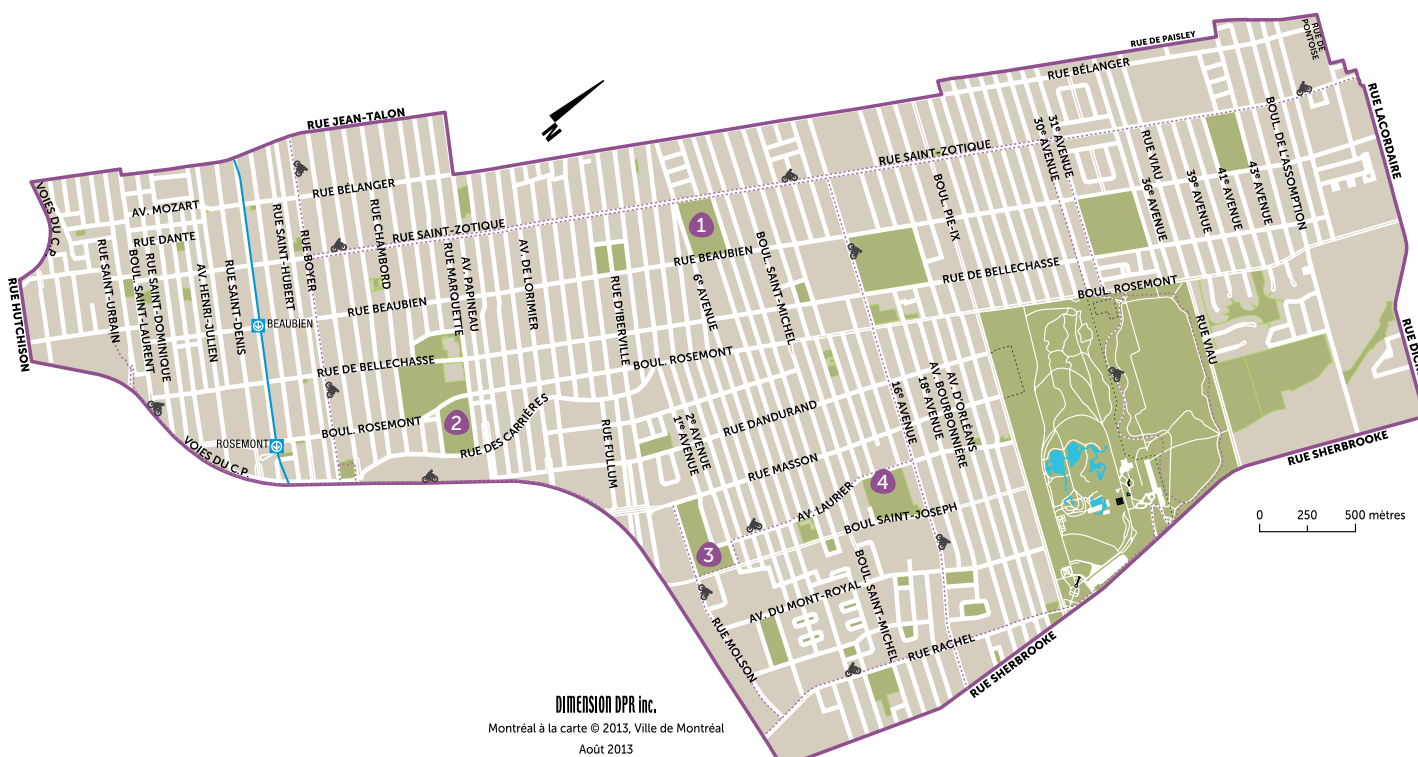 RUE DE PAISLEY
RUE DE
PONTOISE
RUE BÉLANGER
RUE JEAN-TALON
N
RUE LACORDAIRE
BOUL. DE L'ASSOMPTION
31e AVENUE
30e AVENUE
RUE VIAU
36e AVENUE
39e AVENUE
41e AVENUE
43e AVENUE
RUE SAINT-ZOTIQUE
BOUL. PIE-IX
VOIES DU C.P.
AV. MOZART
RUE BÉLANGER
RUE DANTE
RUE SAINT-URBAIN
BOUL. SAINT-LAURENT
RUE SAINT-DOMINIQUE
AV. HENRI-JULIEN
RUE SAINT-DENIS
RUE SAINT-HUBERT
RUE BOYER
RUE CHAMBORD
RUE SAINT-ZOTIQUE
RUE MARQUETTE
AV. PAPINEAU
AV. DE LORIMIER
RUE D'IBERVILLE
1
RUE BEAUBIEN
6e AVENUE
BOUL. SAINT-MICHEL
RUE DE BELLECHASSE
BOUL. ROSEMONT
RUE HUTCHISON
BEAUBIEN
RUE BEAUBIEN
RUE DE BELLECHASSE
BOUL. ROSEMONT
RUE VIAU
ROSEMONT
BOUL. ROSEMONT
2
RUE DES CARRIÈRES
VOIES DU C.P.
RUE FULLUM
1re AVENUE
2e AVENUE
RUE DANDURAND
RUE MASSON
16e AVENUE
18e AVENUE
AV. BOURBONNIÈRE
AV. D'ORLÉANS
4
AV. LAURIER
BOUL SAINT-JOSEPH
3
RUE SHERBROOKE
0 250 500 mètres
AV. DU MONT-ROYAL
BOUL. SAINT-MICHEL
RUE MOLSON
RUE RACHEL
RUE SHERBROOKE
DIMENSION DPR inc.
Montréal à la carte © 2013, Ville de Montréal
Août 2013